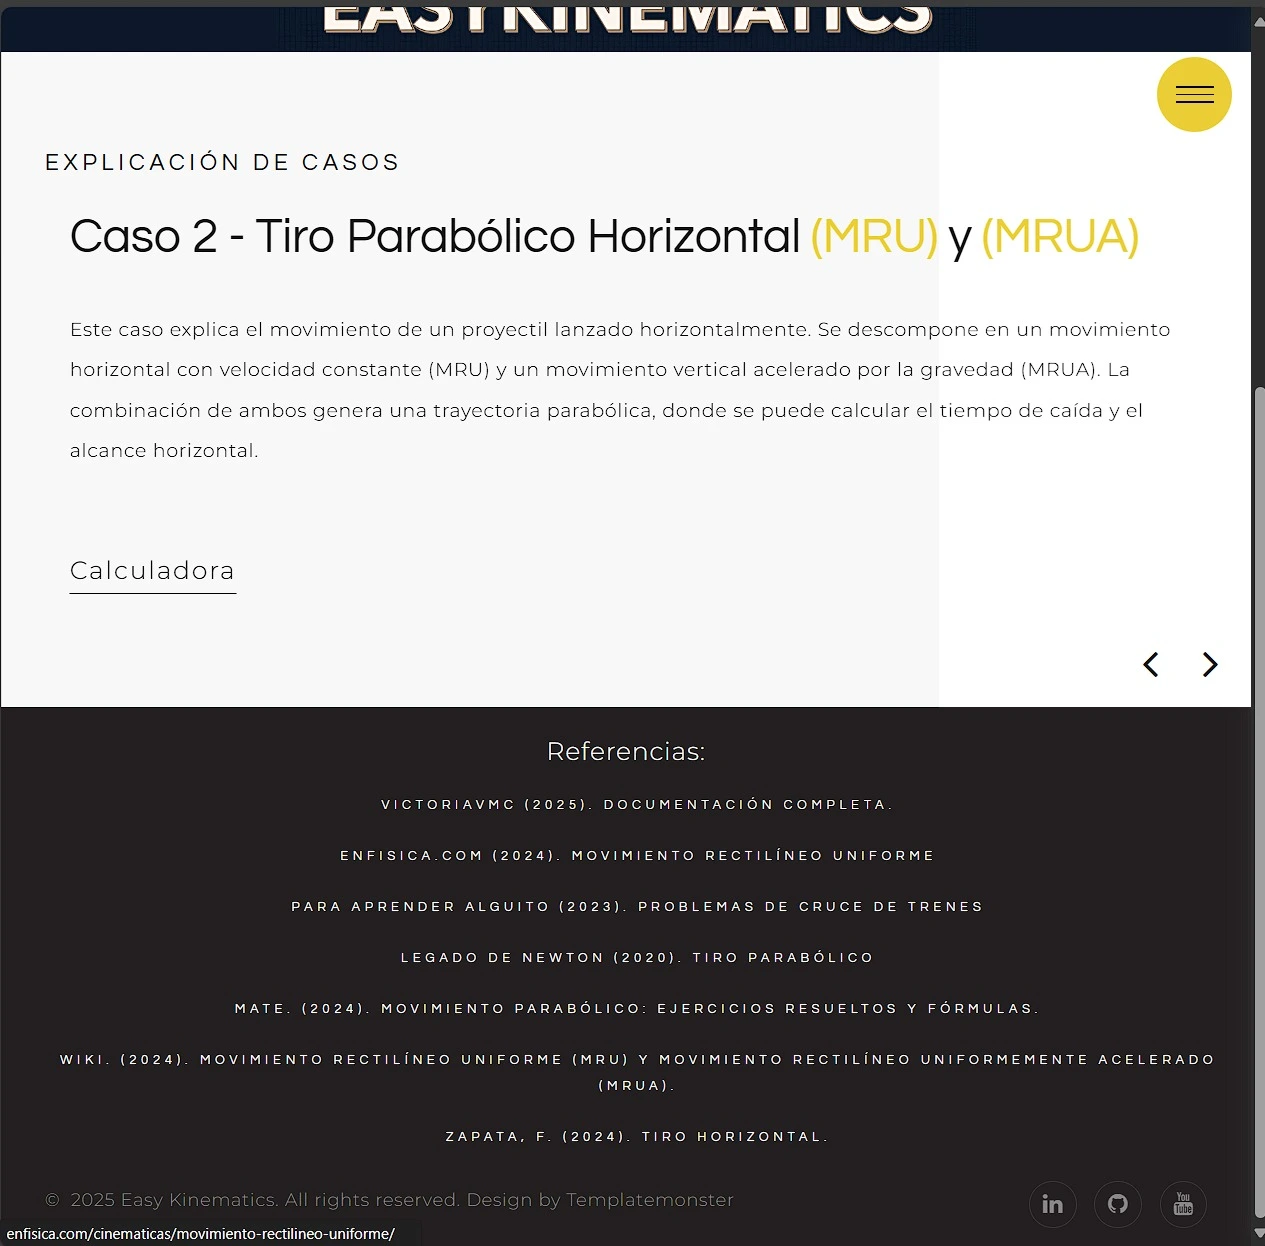 EASYKINEMATICS
EXPLICACIÓN DE CASOS
Caso 2 - Tiro Parabólico Horizontal (MRU) y (MRUA)
Este caso explica el movimiento de un proyectil lanzado horizontalmente. Se descompone en un movimiento
horizontal con velocidad constante (MRU) y un movimiento vertical acelerado por la gravedad (MRUA). La
combinación de ambos genera una trayectoria parabólica, donde se puede calcular el tiempo de caída y el
alcance horizontal.
Calculadora
Referencias:
VICTORIAVMC (2025). DOCUMENTACIÓN COMPLETA.
ENFISICA.COM (2024). MOVIMIENTO RECTILÍNEO UNIFORME
PARA APRENDER ALGUITO (2023). PROBLEMAS DE CRUCE DE TRENES
LEGADO DE NEWTON (2020). TIRO PARABÓLICO
MATE. (2024). MOVIMIENTO PARABÓLICO: EJERCICIOS RESUELTOS Y FÓRMULAS.
WIKI. (2024). MOVIMIENTO RECTILÍNEO UNIFORME (MRU) Y MOVIMIENTO RECTILÍNEO UNIFORMEMENTE ACELERADO
(MRUA).
ZAPATA, F. (2024). TIRO HORIZONTAL.
© 2025 Easy Kinematics. All rights reserved. Design by Templatemonster
in
You
Tube
enfisica.com/cinematicas/movimiento-rectilineo-uniforme/